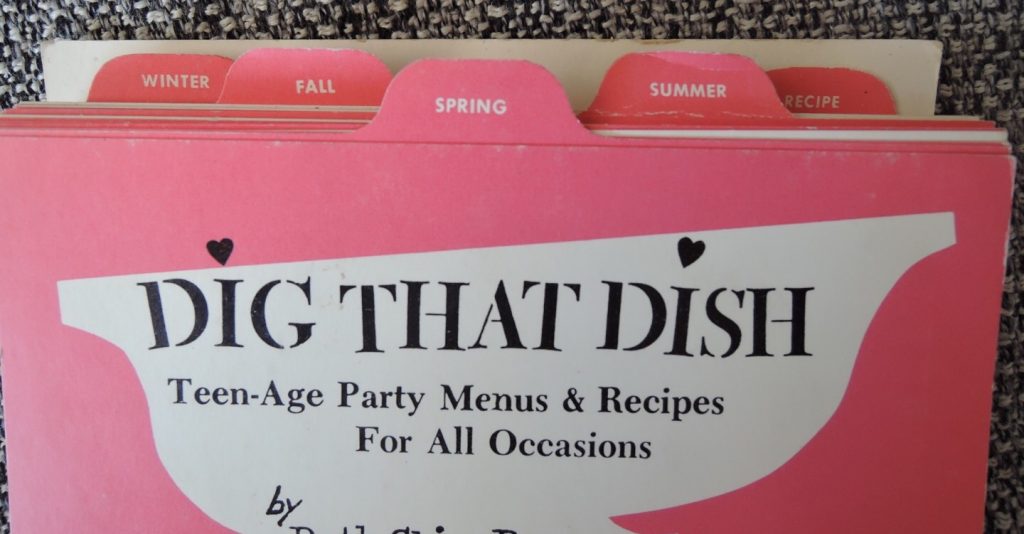 WINTER
FALL
SPRING
SUMMER
RECIPE
DIG THAT DISH
Teen-Age Party Menus & Recipes
For All Occasions
by